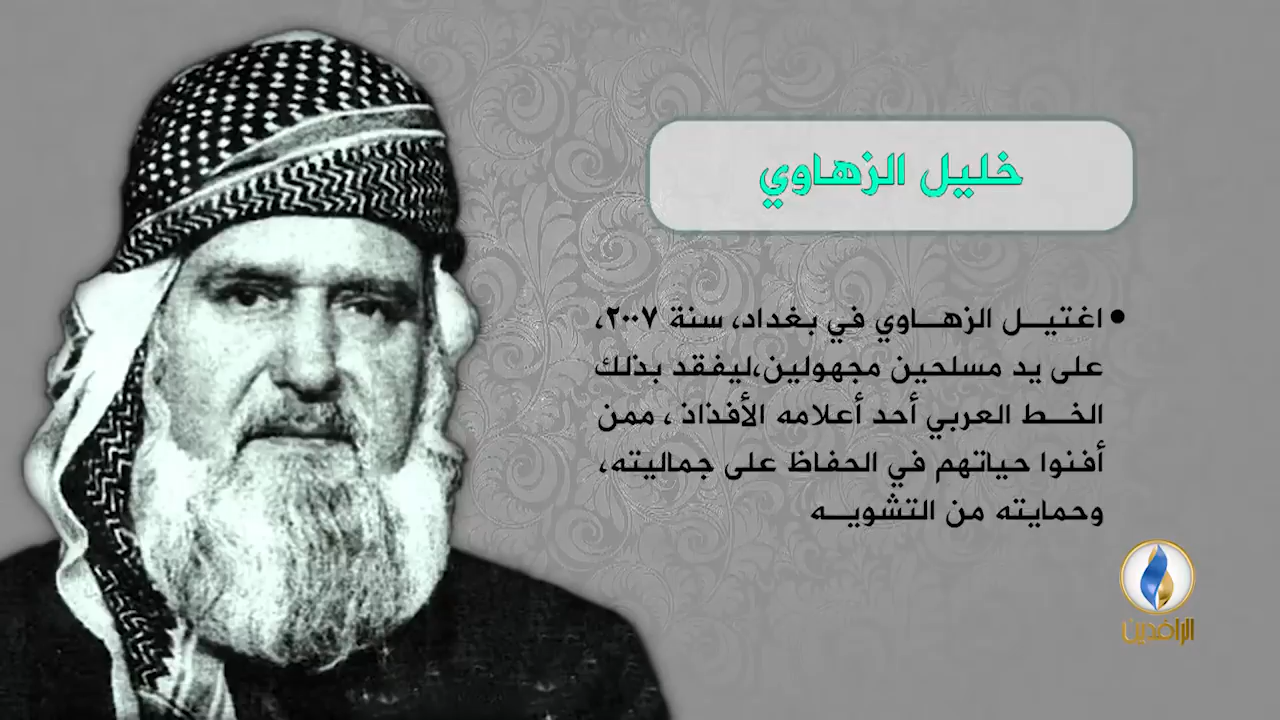 خليل الزهاوي
• اغتيـــل الزهـــاوي في بغداد، سنة ٢٠٠٧،
على يد مسلحين مجهولين،ليفقد بذلك
الخـــط العربي أحد أعلامه الأفذاذ ، ممن
أفنوا حياتهم في الحفاظ على جماليته،
وحمايته من التشويـــه
الرافدين